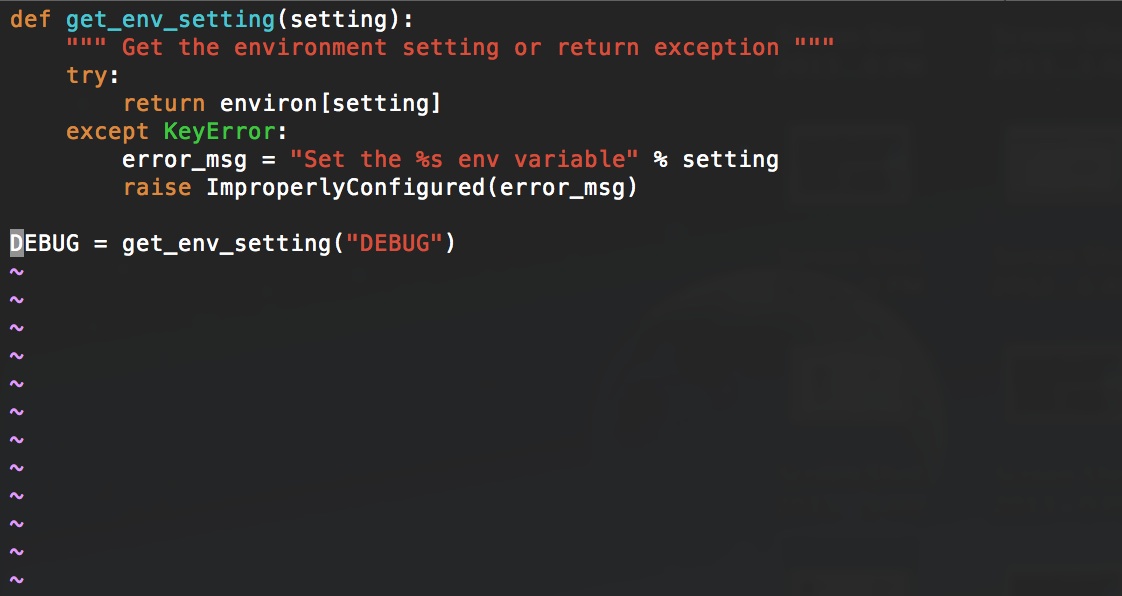 def get_env_setting(setting):
    """ Get the environment setting or return exception """
    try:
        return environ[setting]
    except KeyError:
        error_msg = "Set the %s env variable" % setting
        raise ImproperlyConfigured(error_msg)

DEBUG = get_env_setting("DEBUG")
~
~
~
~
~
~
~
~
~
~
~
~